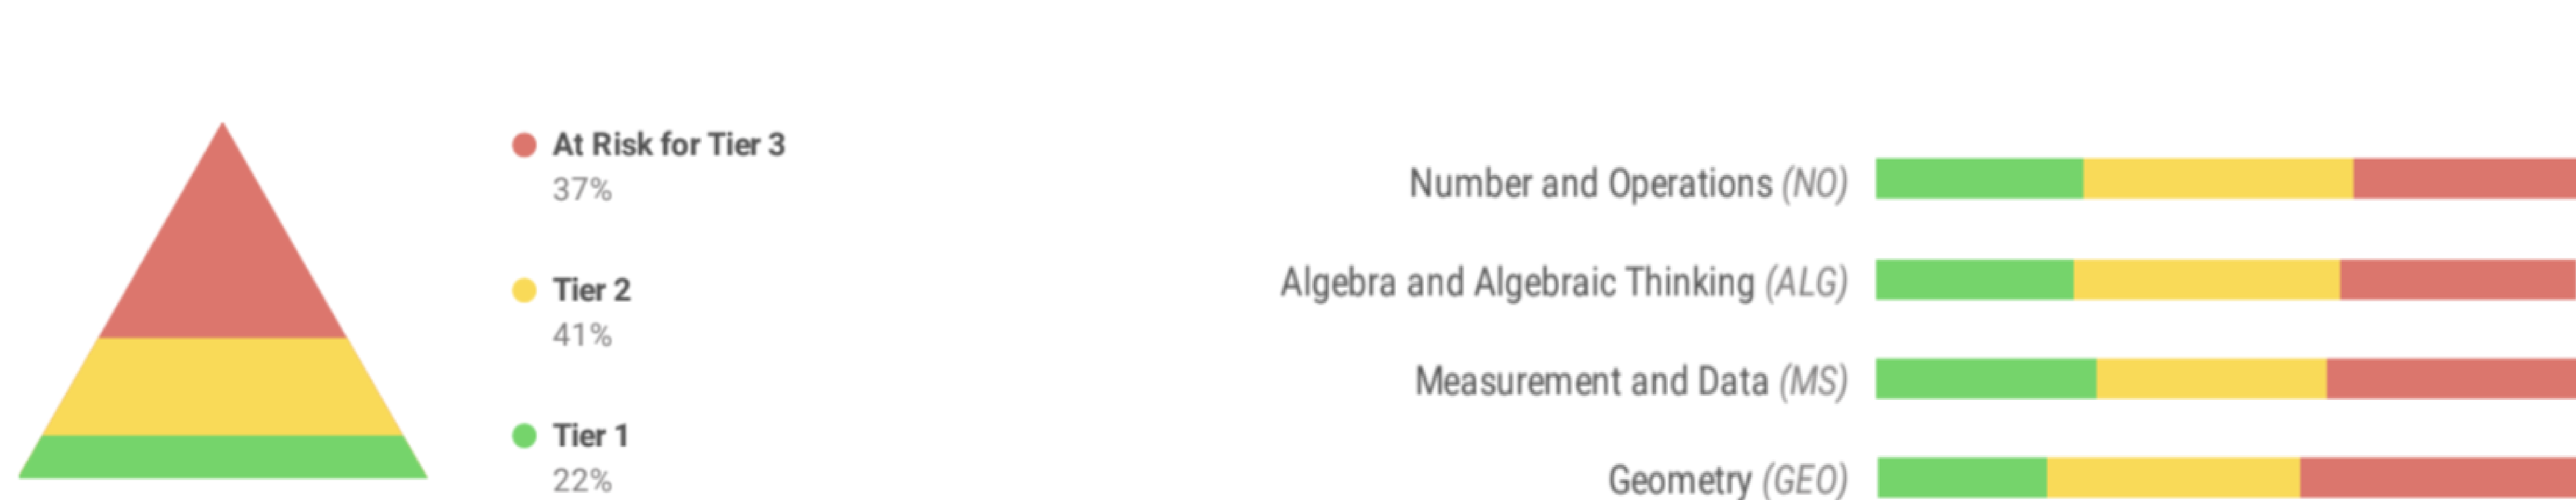 At Risk for Tier 3
37%
Tier 2
41%
Tier 1
22%
Number and Operations (NO)
Algebra and Algebraic Thinking (ALG)
Measurement and Data (MS)
Geometry (GEO)